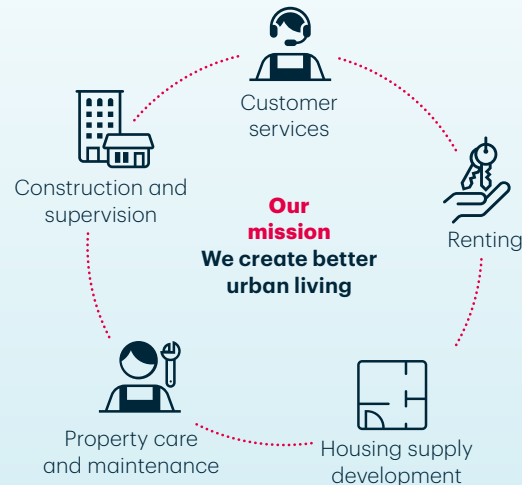 Customer
services
Construction and
supervision
Our
mission
We create better
urban living
Renting
Property care
and maintenance
Housing supply
development